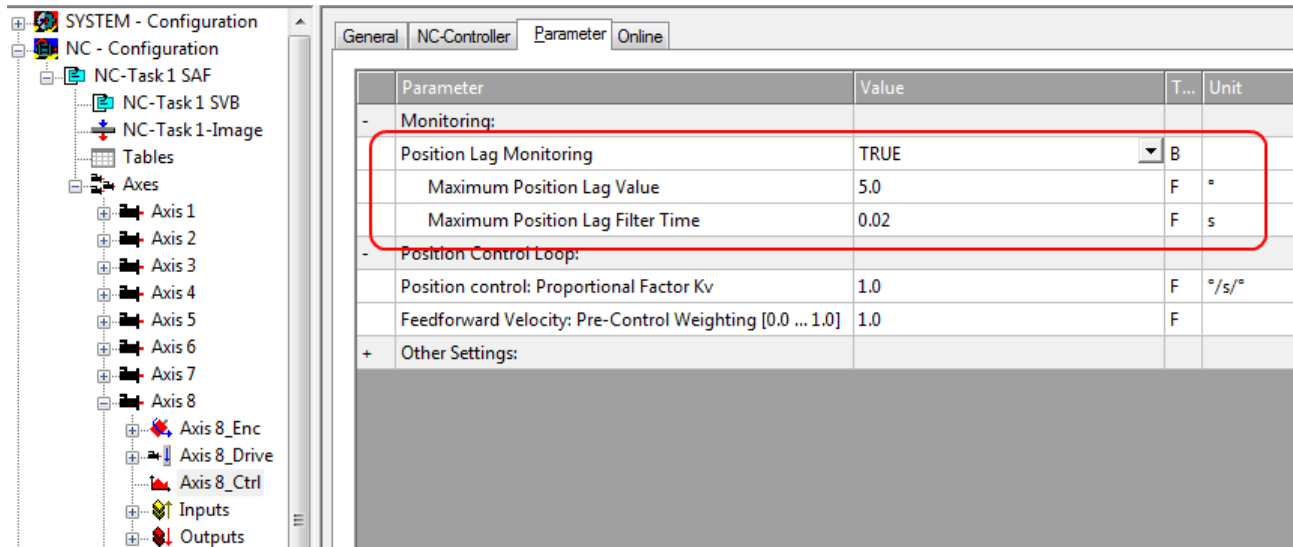 SYSTEM - Configuration
NC - Configuration
NC-Task 1 SAF
NC-Task 1 SVB
NC-Task 1-Image
Tables
Axes
Axis 1
Axis 2
Axis 3
Axis 4
Axis 5
Axis 6
Axis 7
Axis 8
Axis 8_Enc
Axis 8_Drive
Axis 8_Ctrl
Inputs
Outputs
General NC-Controller Parameter Online
Parameter Value T... Unit
- Monitoring:
Position Lag Monitoring TRUE B
Maximum Position Lag Value 5.0 F °
Maximum Position Lag Filter Time 0.02 F s
- Position Control Loop:
Position control: Proportional Factor Kv 1.0 F °/s/°
Feedforward Velocity: Pre-Control Weighting [0.0 ... 1.0] 1.0 F
+ Other Settings: